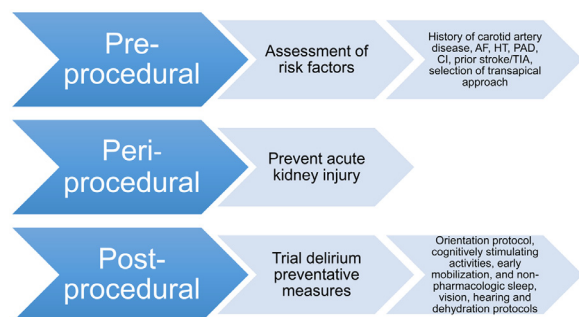 Pre-
procedural
Assessment of
risk factors
History of carotid artery
disease, AF, HT, PAD,
CI, prior stroke/TIA,
selection of transapical
approach
Peri-
procedural
Prevent acute
kidney injury
Post-
procedural
Trial delirium
preventative
measures
Orientation protocol,
cognitively stimulating
activities, early
mobilization, and non-
pharmacologic sleep,
vision, hearing and
dehydration protocols